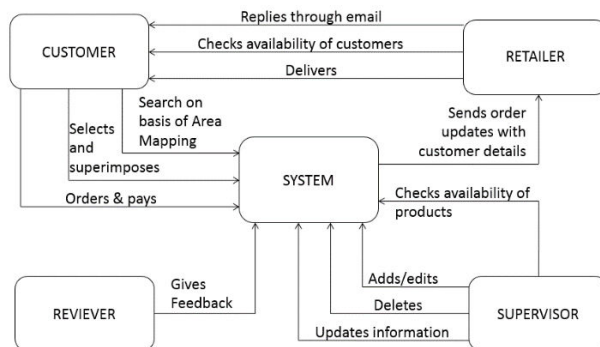 Replies through email
Checks availability of customers
CUSTOMER
RETAILER
Delivers
Search on
basis of Area
Mapping
Selects
and
superimposes
Sends order
updates with
customer details
SYSTEM
Orders & pays
Checks availability of
products
Gives
Feedback
Adds/edits
Deletes
Updates information
REVIEVER
SUPERVISOR